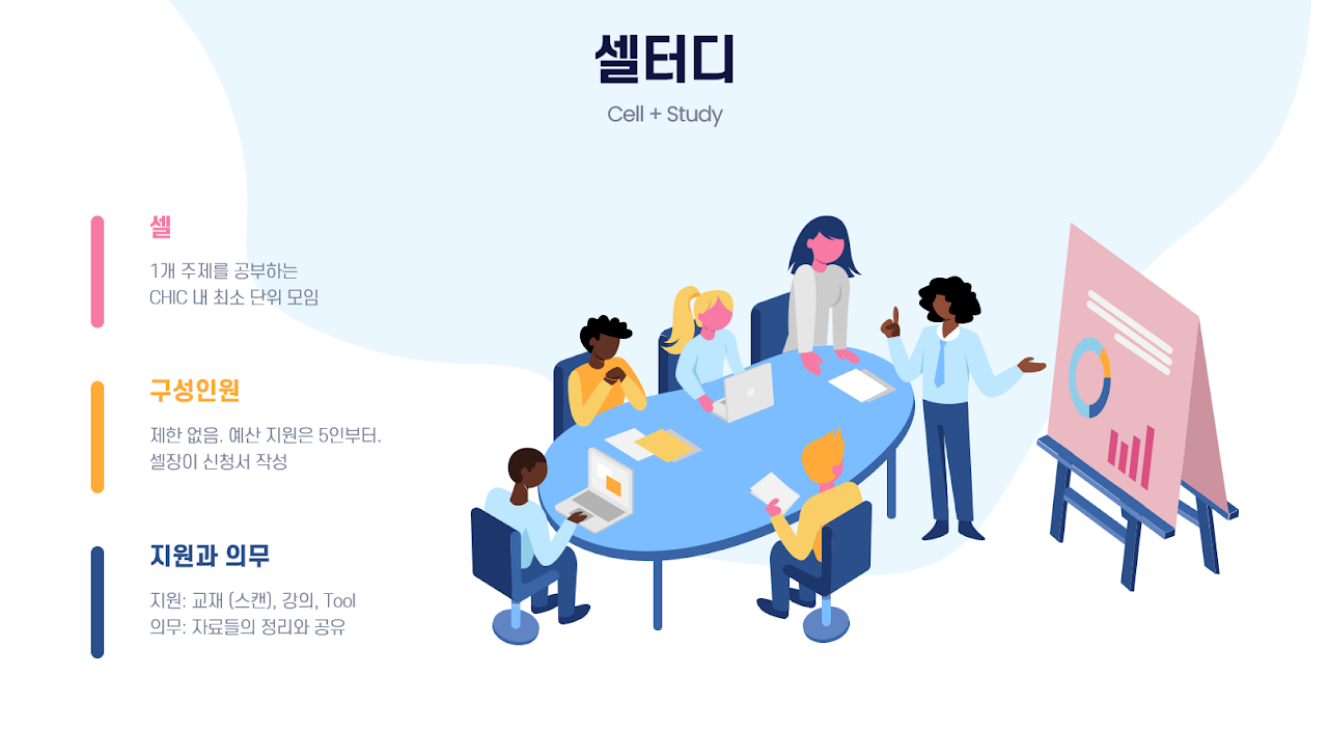 셀터디
Cell + Study
셀
1개 주제를 공부하는
CHIC 내 최소 단위 모임
구성인원
제한 없음. 예산 지원은 5인부터.
셀장이 신청서 작성
지원과 의무
지원: 교재 (스캔), 강의, Tool
의무: 자료들의 정리와 공유